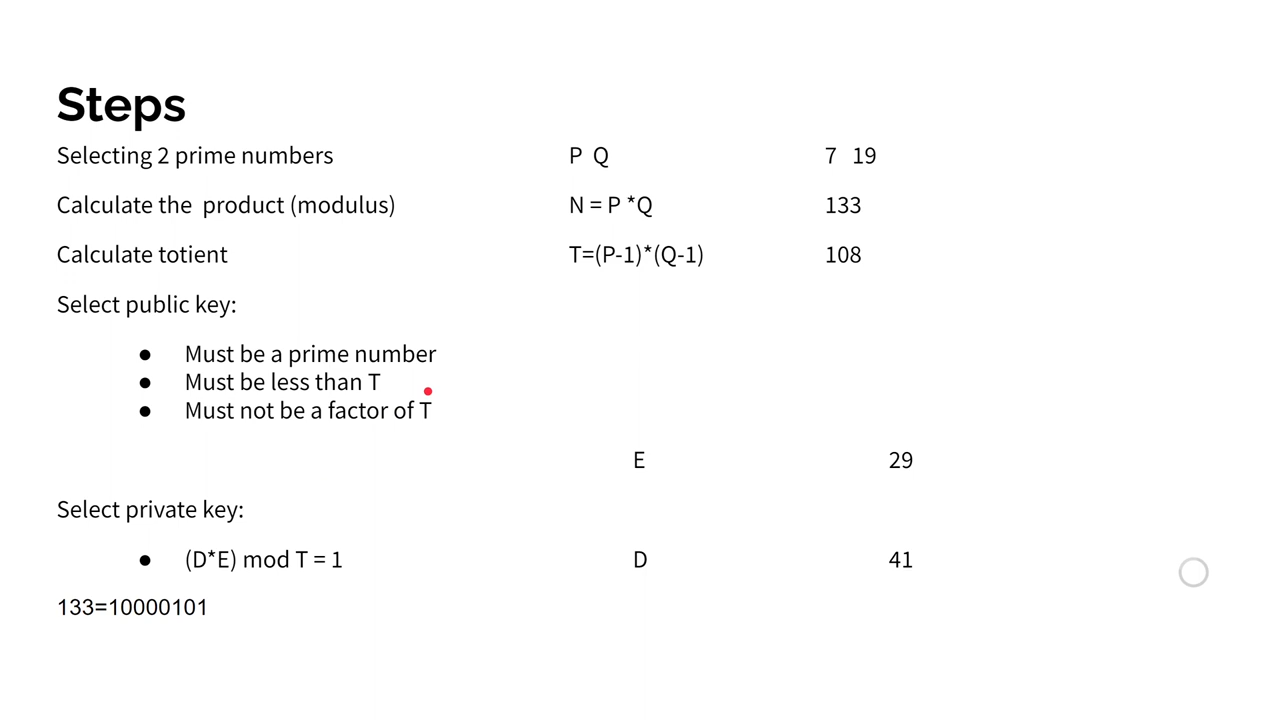 Steps
Selecting 2 prime numbers P Q 7 19
Calculate the product (modulus) N = P *Q 133
Calculate totient T=(P-1)*(Q-1) 108
Select public key:
● Must be a prime number
● Must be less than T
● Must not be a factor of T
E 29
Select private key:
● (D*E) mod T = 1 D 41
133=10000101